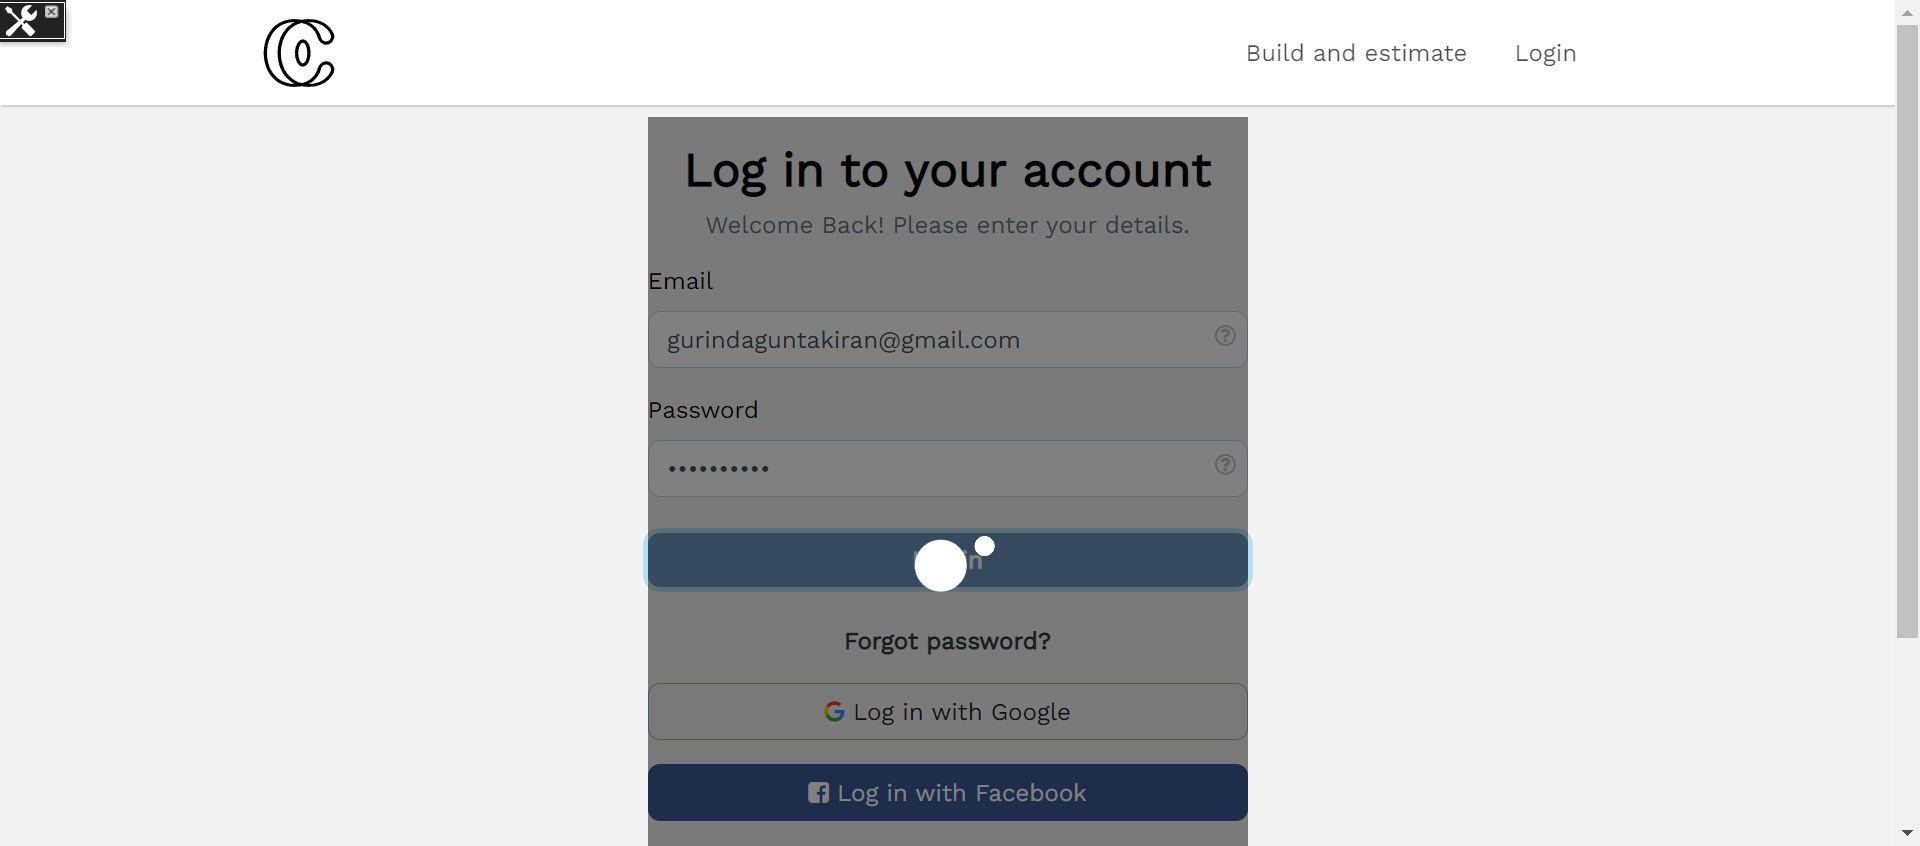 Build and estimate Login
Log in to your account
Welcome Back! Please enter your details.
Email
gurindaguntakiran@gmail.com
Password
••••••••••
Forgot password?
Log in with Google
Log in with Facebook